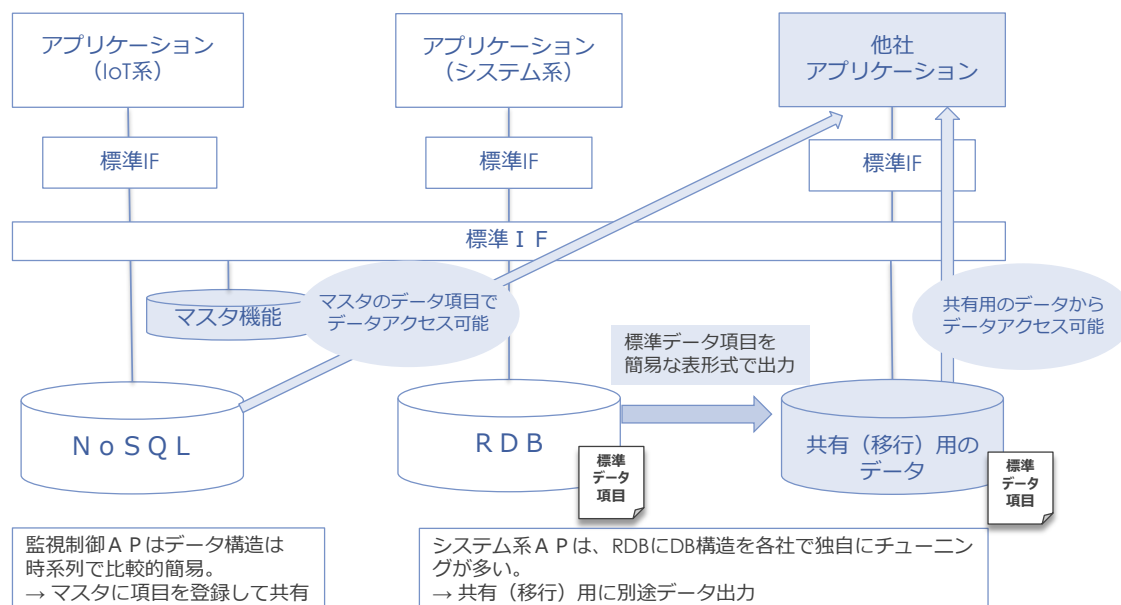 アプリケーション
（IoT系）
アプリケーション
（システム系）
他社
アプリケーション
標準IF
標準IF
標準IF
標準ＩＦ
マスタ機能
マスタのデータ項目で
データアクセス可能
共有用のデータから
データアクセス可能
標準データ項目を
簡易な表形式で出力
ＮｏＳＱＬ
ＲＤＢ
共有（移行）用の
データ
標準
データ
項目
標準
データ
項目
監視制御ＡＰはデータ構造は
時系列で比較的簡易。
→ マスタに項目を登録して共有
システム系ＡＰは、RDBにDB構造を各社で独自にチューニン
グが多い。
→ 共有（移行）用に別途データ出力